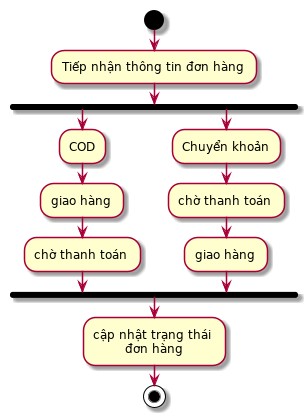 Tiếp nhận thông tin đơn hàng
COD
giao hàng
chờ thanh toán
Chuyển khoản
chờ thanh toán
giao hàng
cập nhật trạng thái
đơn hàng